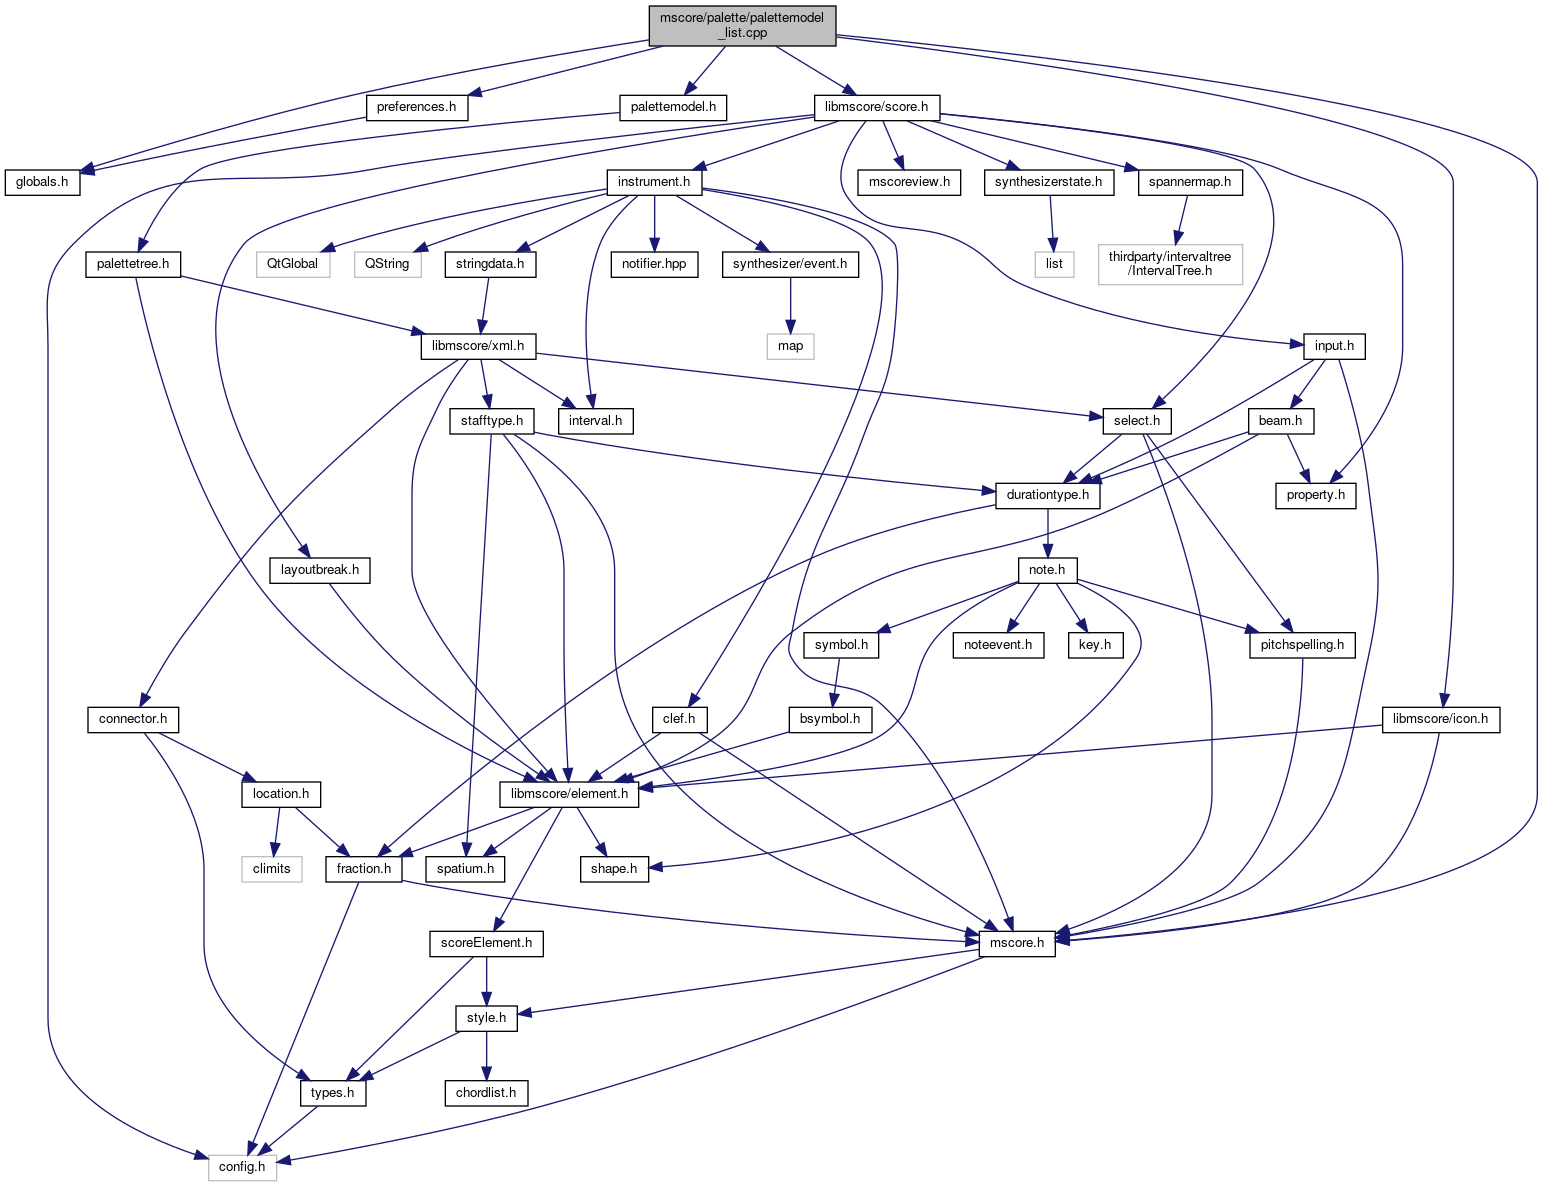 mscore/palette/palettemodel
_list.cpp
preferences.h
palettemodel.h
libmscore/score.h
globals.h
instrument.h
mscoreview.h
synthesizerstate.h
spannermap.h
palettetree.h
QtGlobal
QString
stringdata.h
notifier.hpp
synthesizer/event.h
list
thirdparty/intervaltree
/IntervalTree.h
libmscore/xml.h
map
input.h
stafftype.h
interval.h
select.h
beam.h
durationtype.h
property.h
layoutbreak.h
note.h
symbol.h
noteevent.h
key.h
pitchspelling.h
connector.h
clef.h
bsymbol.h
libmscore/icon.h
location.h
libmscore/element.h
climits
fraction.h
spatium.h
shape.h
scoreElement.h
mscore.h
style.h
types.h
chordlist.h
config.h